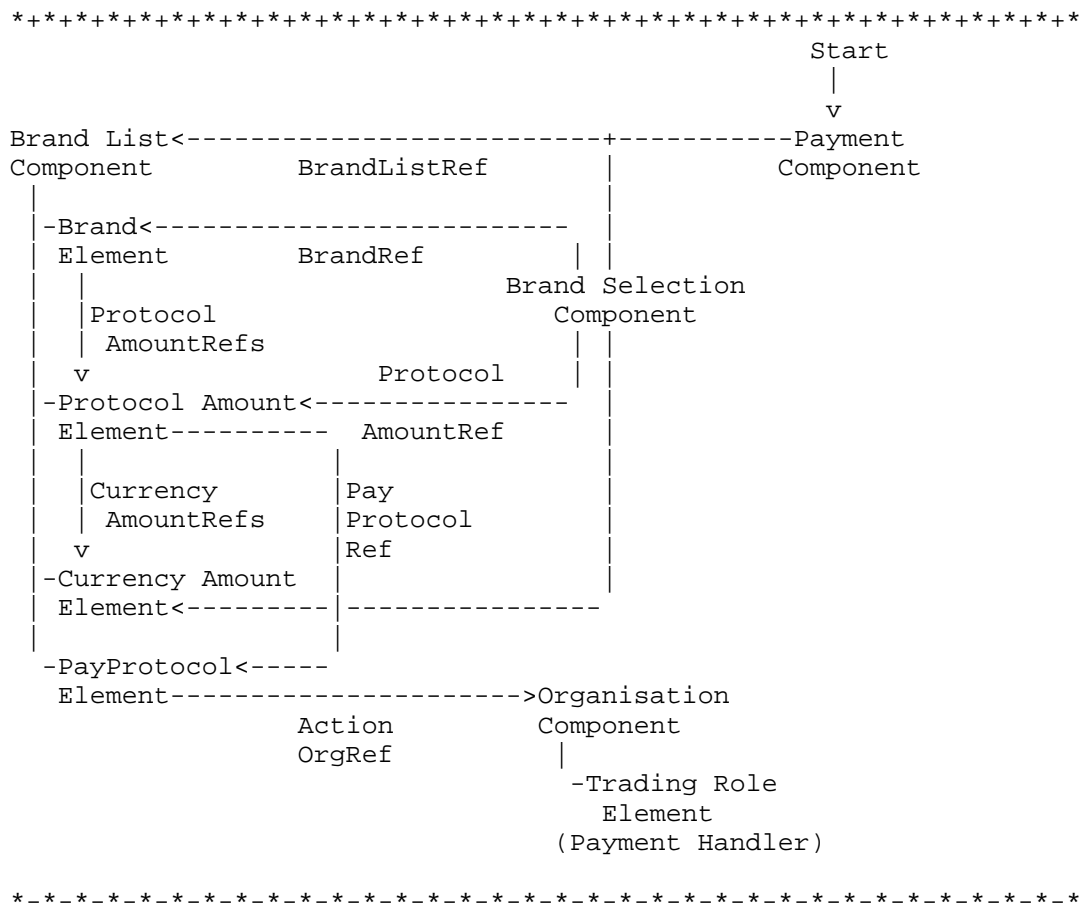 *+*+*+*+*+*+*+*+*+*+*+*+*+*+*+*+*+*+*+*+*+*+*+*+*+*+*+*+*+*+*+*+*+*
Start
|
v
Brand List<--------------------------+-----------Payment
Component BrandListRef | Component
| |
|-Brand<-------------------------- |
| Element BrandRef | |
| | Brand Selection
| |Protocol Component
| | AmountRefs | |
| v Protocol | |
|-Protocol Amount<---------------- |
| Element---------- AmountRef |
| | | |
| |Currency |Pay |
| | AmountRefs |Protocol |
| v |Ref |
|-Currency Amount | |
| Element<---------|----------------
| |
-PayProtocol<-----
Element---------------------->Organisation
Action Component
OrgRef |
-Trading Role
Element
(Payment Handler)
*-*-*-*-*-*-*-*-*-*-*-*-*-*-*-*-*-*-*-*-*-*-*-*-*-*-*-*-*-*-*-*-*-*